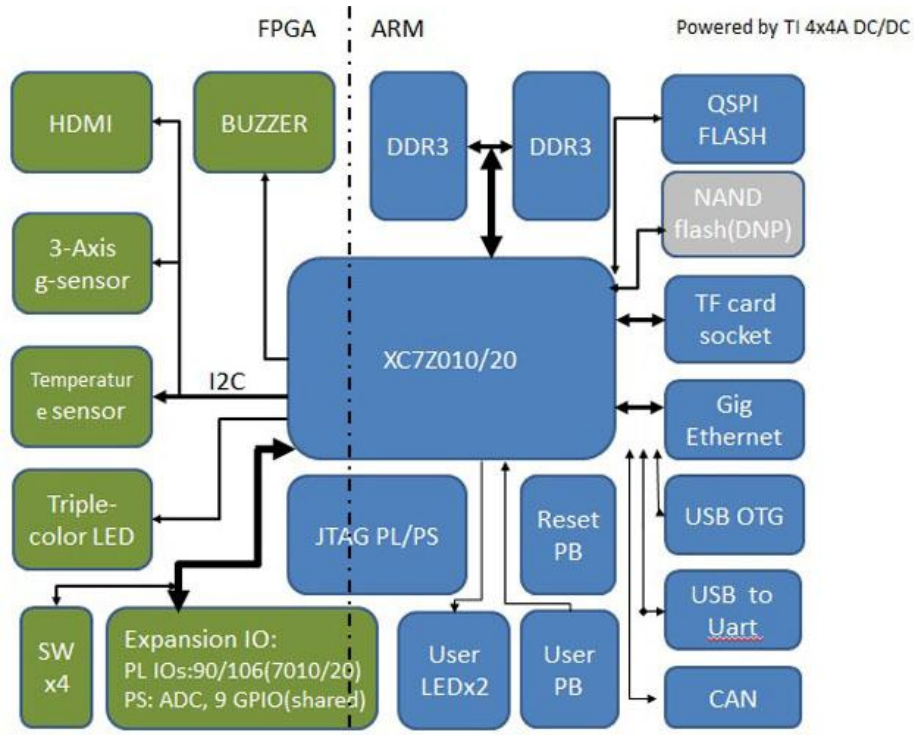 FPGA
ARM
Powered by TI 4x4A DC/DC
HDMI
BUZZER
DDR3
DDR3
QSPI
FLASH
NAND
flash(DNP)
3-Axis
g-sensor
TF card
socket
XC7Z010/20
Temperatur
e sensor
I2C
Gig
Ethernet
Triple-
color LED
JTAG PL/PS
Reset
PB
USB OTG
USB to
Uart
SW
x4
Expansion IO:
PL IOs:90/106(7010/20)
PS: ADC, 9 GPIO(shared)
User
LEDx2
User
PB
CAN